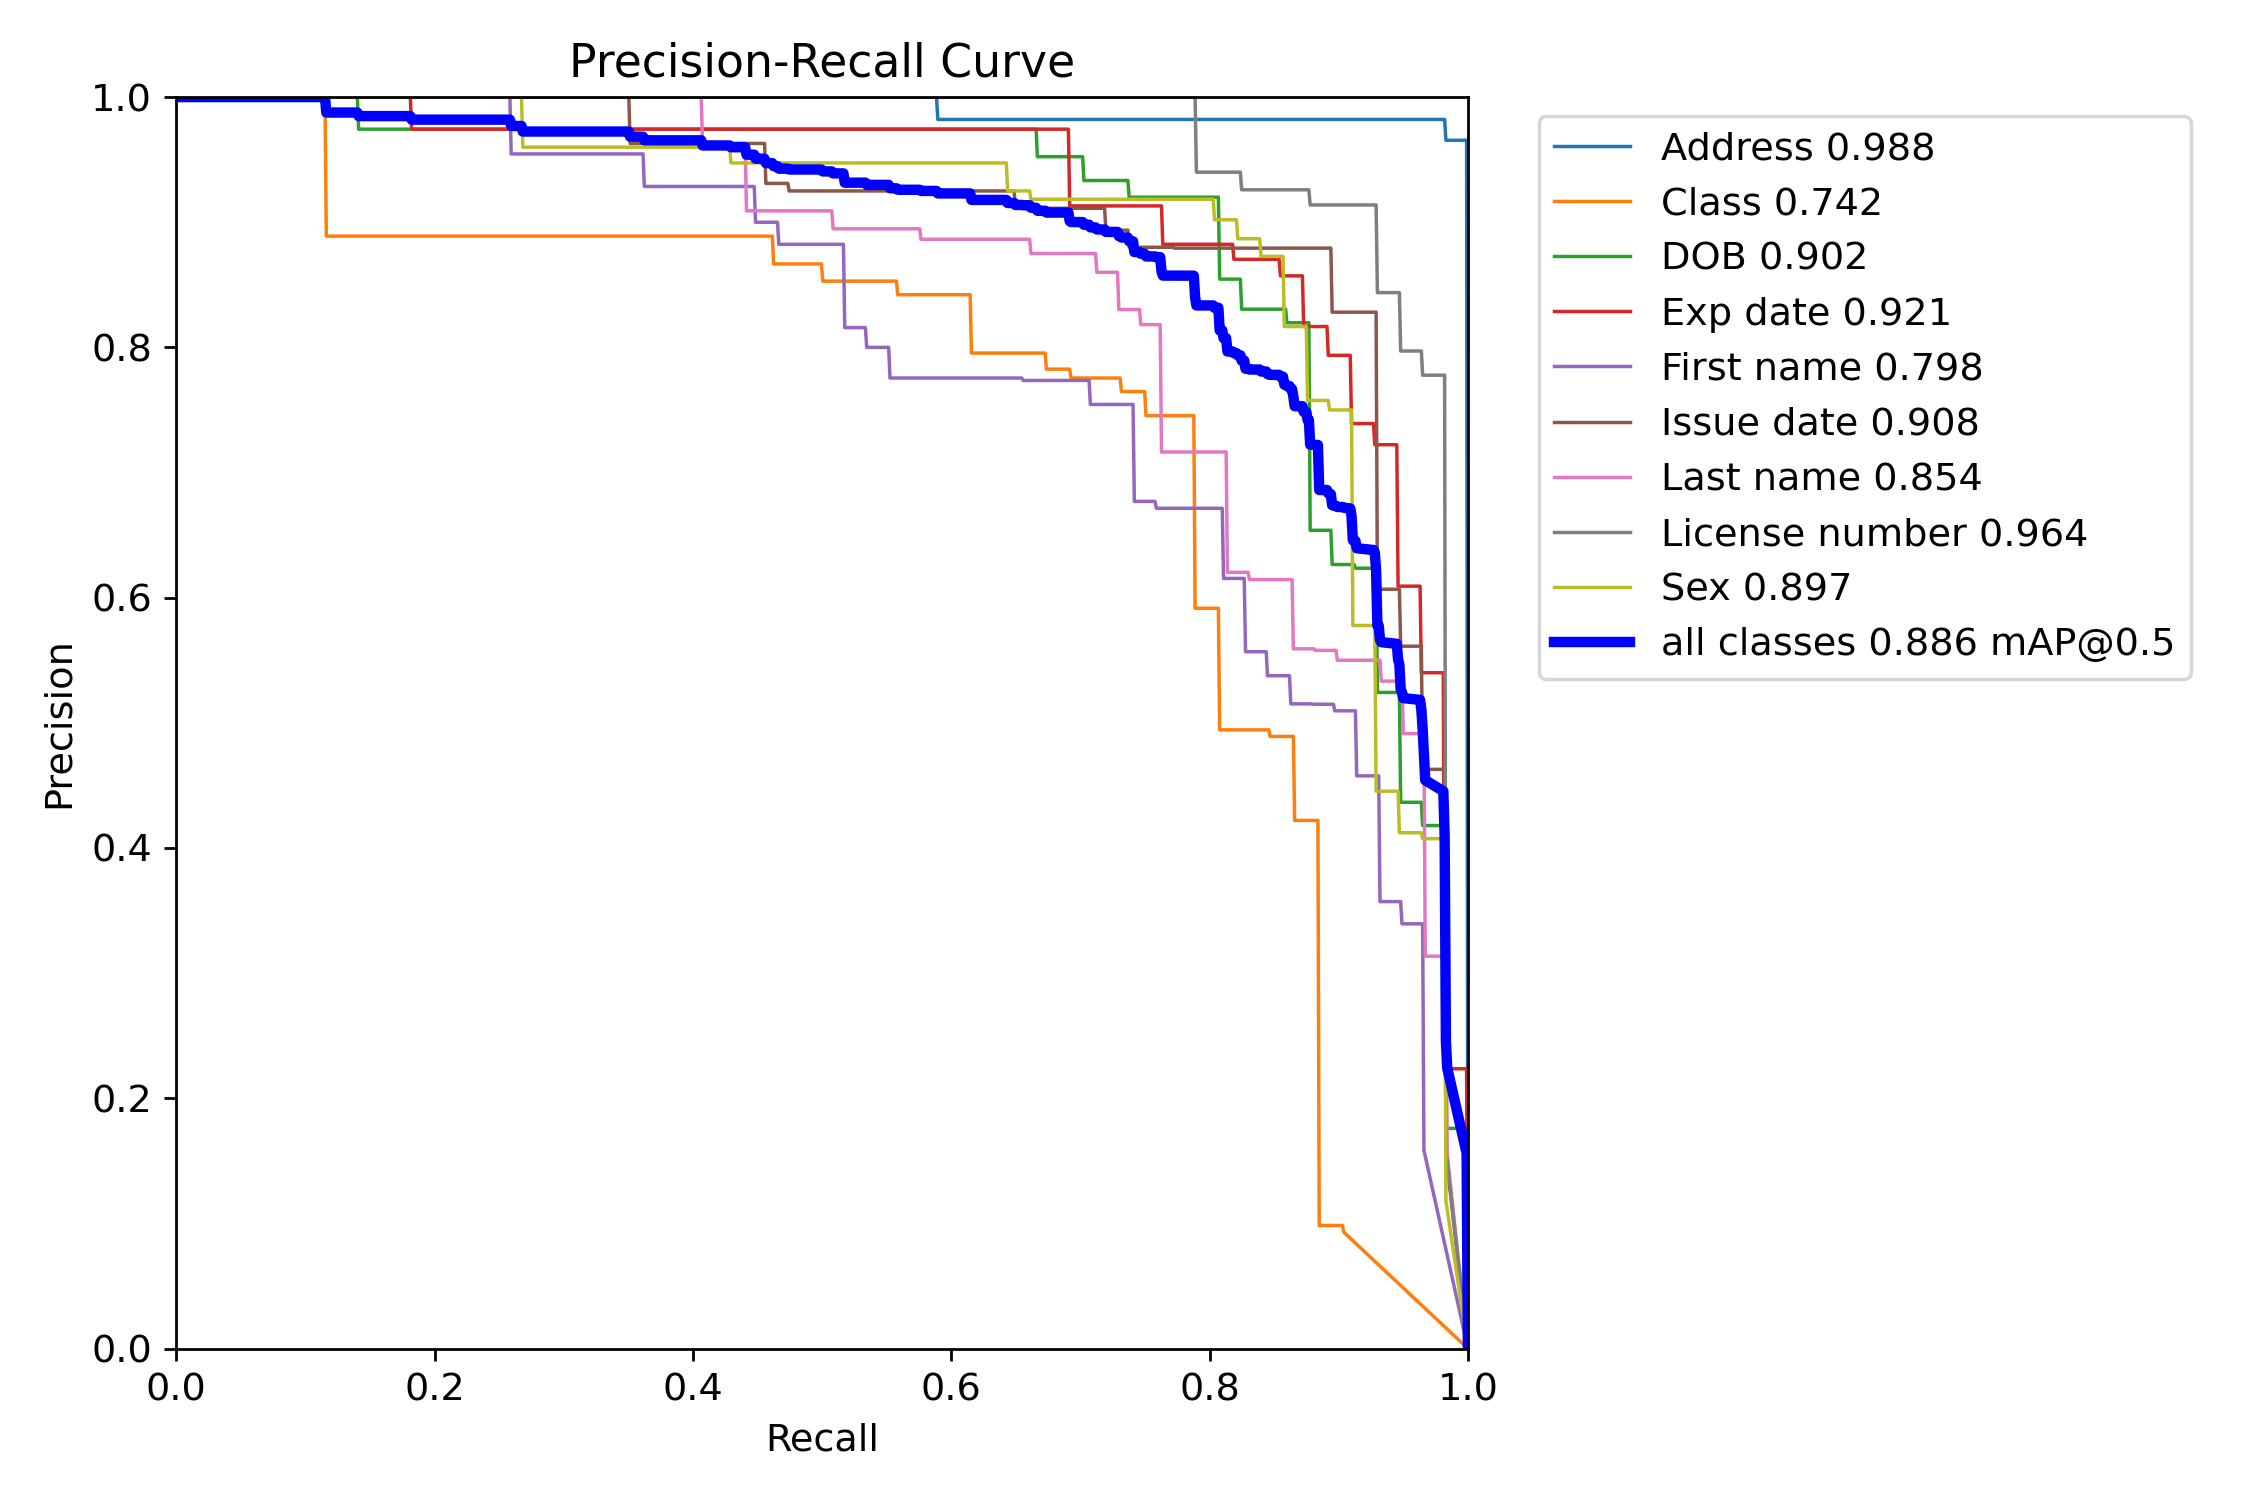 Precision-Recall Curve
1.0
0.8
0.6
0.4
0.2
0.0
Precision
0.0 0.2 0.4 0.6 0.8 1.0
Recall
Address 0.988
Class 0.742
DOB 0.902
Exp date 0.921
First name 0.798
Issue date 0.908
Last name 0.854
License number 0.964
Sex 0.897
all classes 0.886 mAP@0.5